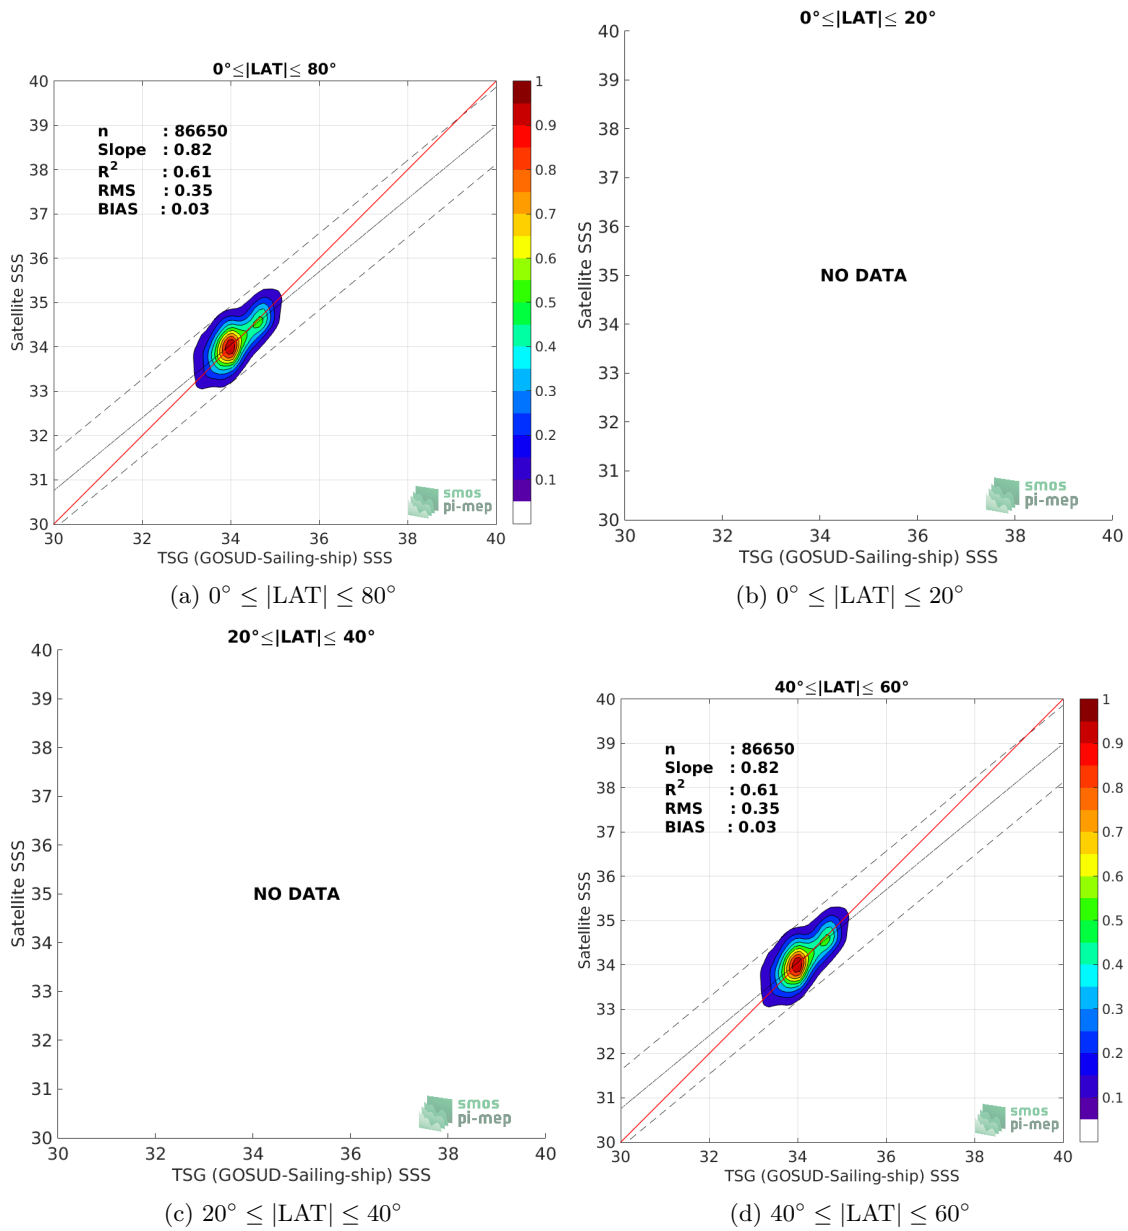 0°≤|LAT|≤ 80°
40
39
38
37
36
35
34
33
32
31
30
Satellite SSS
n : 86650
Slope : 0.82
R² : 0.61
RMS : 0.35
BIAS : 0.03
1
0.9
0.8
0.7
0.6
0.5
0.4
0.3
0.2
0.1
smos
pi-mep
30 32 34 36 38 40
TSG (GOSUD-Sailing-ship) SSS
(a) 0° ≤ |LAT| ≤ 80°
0°≤|LAT|≤ 20°
40
39
38
37
36
35
34
33
32
31
30
Satellite SSS
NO DATA
smos
pi-mep
30 32 34 36 38 40
TSG (GOSUD-Sailing-ship) SSS
(b) 0° ≤ |LAT| ≤ 20°
20°≤|LAT|≤ 40°
40
39
38
37
36
35
34
33
32
31
30
Satellite SSS
NO DATA
smos
pi-mep
30 32 34 36 38 40
TSG (GOSUD-Sailing-ship) SSS
(c) 20° ≤ |LAT| ≤ 40°
40°≤|LAT|≤ 60°
40
39
38
37
36
35
34
33
32
31
30
Satellite SSS
n : 86650
Slope : 0.82
R² : 0.61
RMS : 0.35
BIAS : 0.03
1
0.9
0.8
0.7
0.6
0.5
0.4
0.3
0.2
0.1
smos
pi-mep
30 32 34 36 38 40
TSG (GOSUD-Sailing-ship) SSS
(d) 40° ≤ |LAT| ≤ 60°